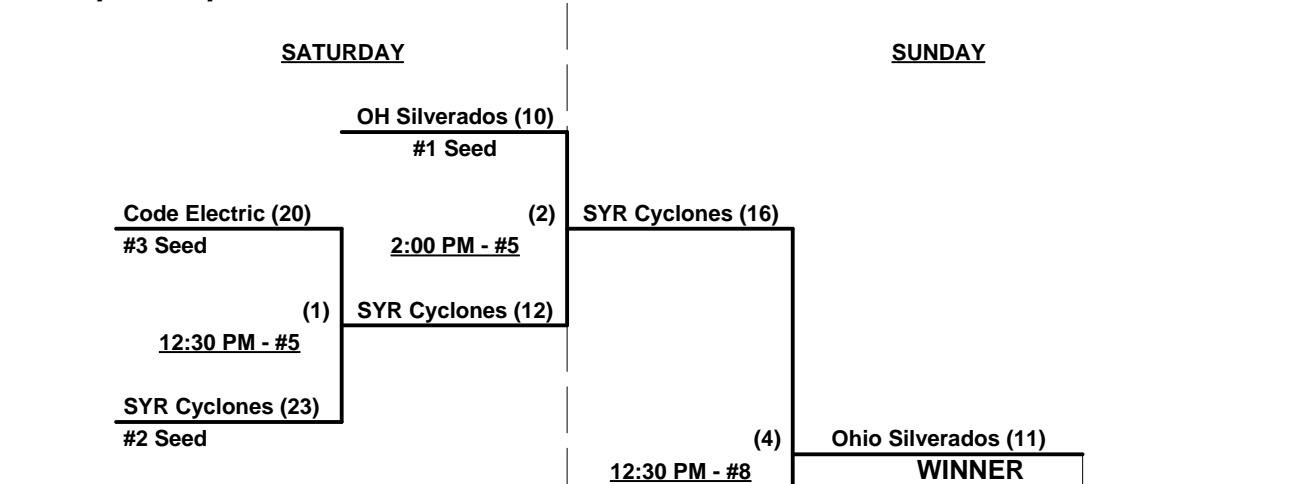 SATURDAY
SUNDAY
OH Silverados (10)
#1 Seed
Code Electric (20)
(2)
SYR Cyclones (16)
#3 Seed
2:00 PM - #5
(1)
SYR Cyclones (12)
12:30 PM - #5
SYR Cyclones (23)
#2 Seed
(4)
Ohio Silverados (11)
12:30 PM - #8
WINNER